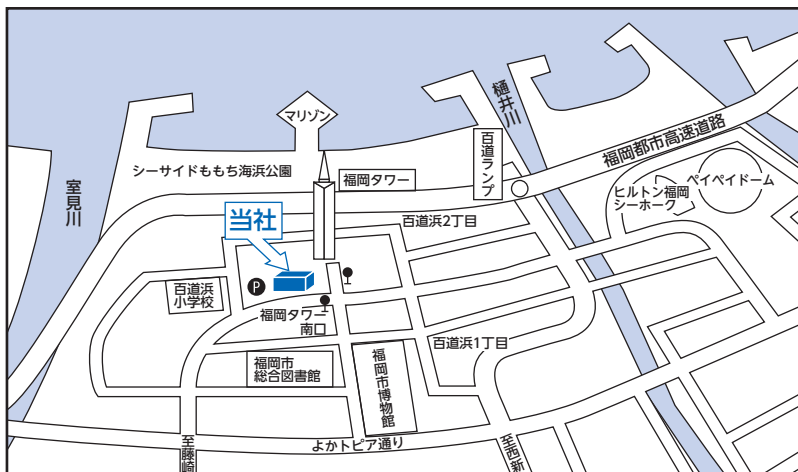 マリゾン
樋井川
百道ランプ
福岡都市高速道路
シーサイドももち海浜公園
福岡タワー
ペイペイドーム
ヒルトン福岡
シーホーク
室見川
当社
百道浜2丁目
P
百道浜
小学校
福岡タワー
南口
百道浜1丁目
福岡市
総合図書館
福岡市博物館
よかトピア通り
至藤崎
至西新